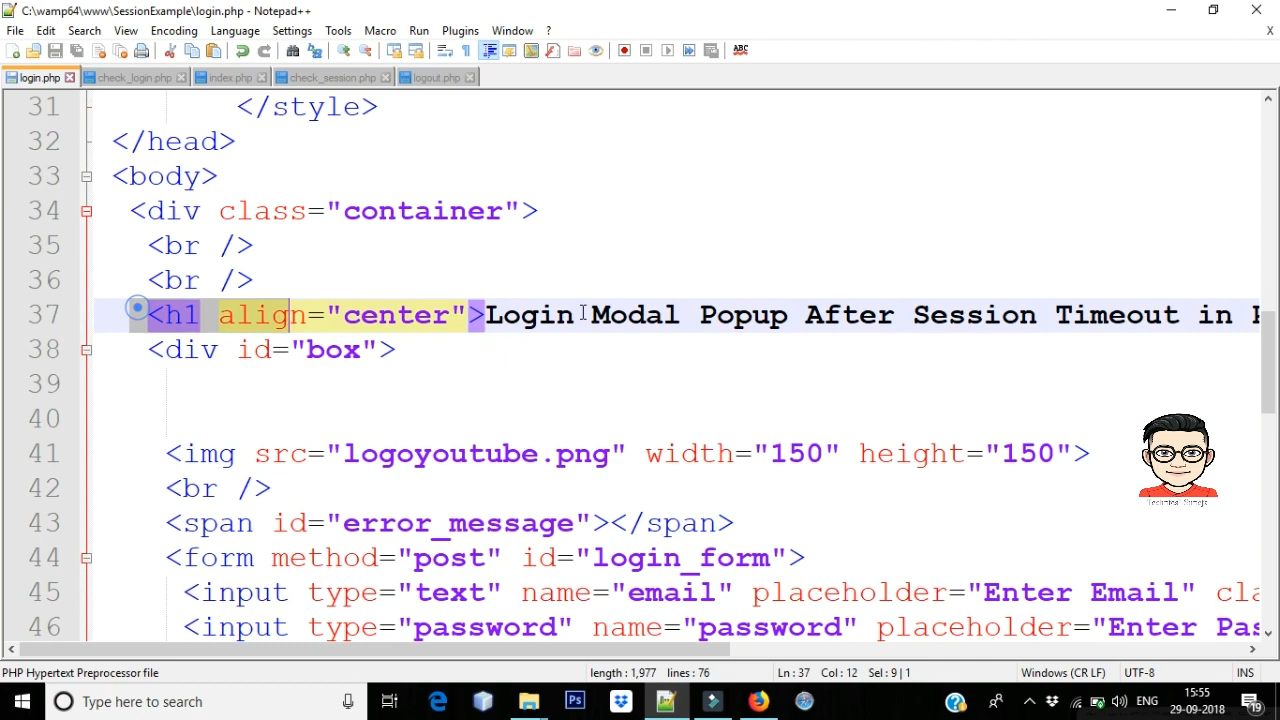 C:\wamp64\www\SessionExample\login.php - Notepad++
File Edit Search View Encoding Language Settings Tools Macro Run Plugins Window ? X
login.php check_login.php index.php check_session.php logout.php
31 </style>
32 </head>
33 <body>
34 <div class="container">
35 <br />
36 <br />
37 <h1 align="center">Login Modal Popup After Session Timeout in
38 <div id="box">
39
40
41 <img src="logoyoutube.png" width="150" height="150">
42 <br />
43 <span id="error_message"></span>
44 <form method="post" id="login_form">
45 <input type="text" name="email" placeholder="Enter Email" cla
46 <input type="password" name="password" placeholder="Enter Pas
PHP Hypertext Preprocessor file length : 1,977 lines : 76 Ln : 37 Col : 12 Sel : 9 | 1 Windows (CR LF) UTF-8 INS
Type here to search ENG 15:55
29-09-2018 19